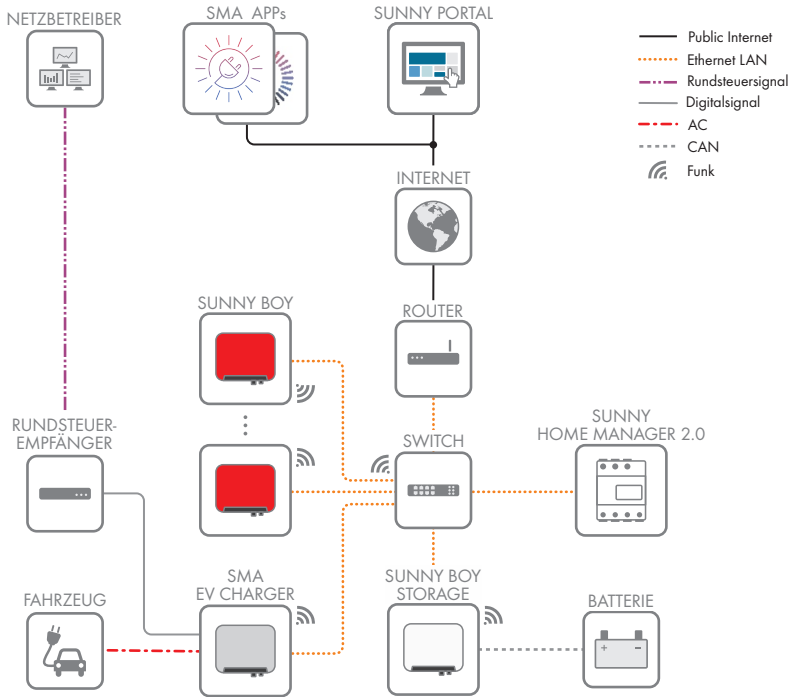 NETZBETREIBER
SMA APPs
SUNNY PORTAL
Public Internet
Ethernet LAN
Rundsteuersignal
Digitalsignal
AC
CAN
Funk
INTERNET
SUNNY BOY
ROUTER
RUNDSTEUER-
EMPFÄNGER
SWITCH
SUNNY
HOME MANAGER 2.0
FAHRZEUG
SMA
EV CHARGER
SUNNY BOY
STORAGE
BATTERIE
+ −